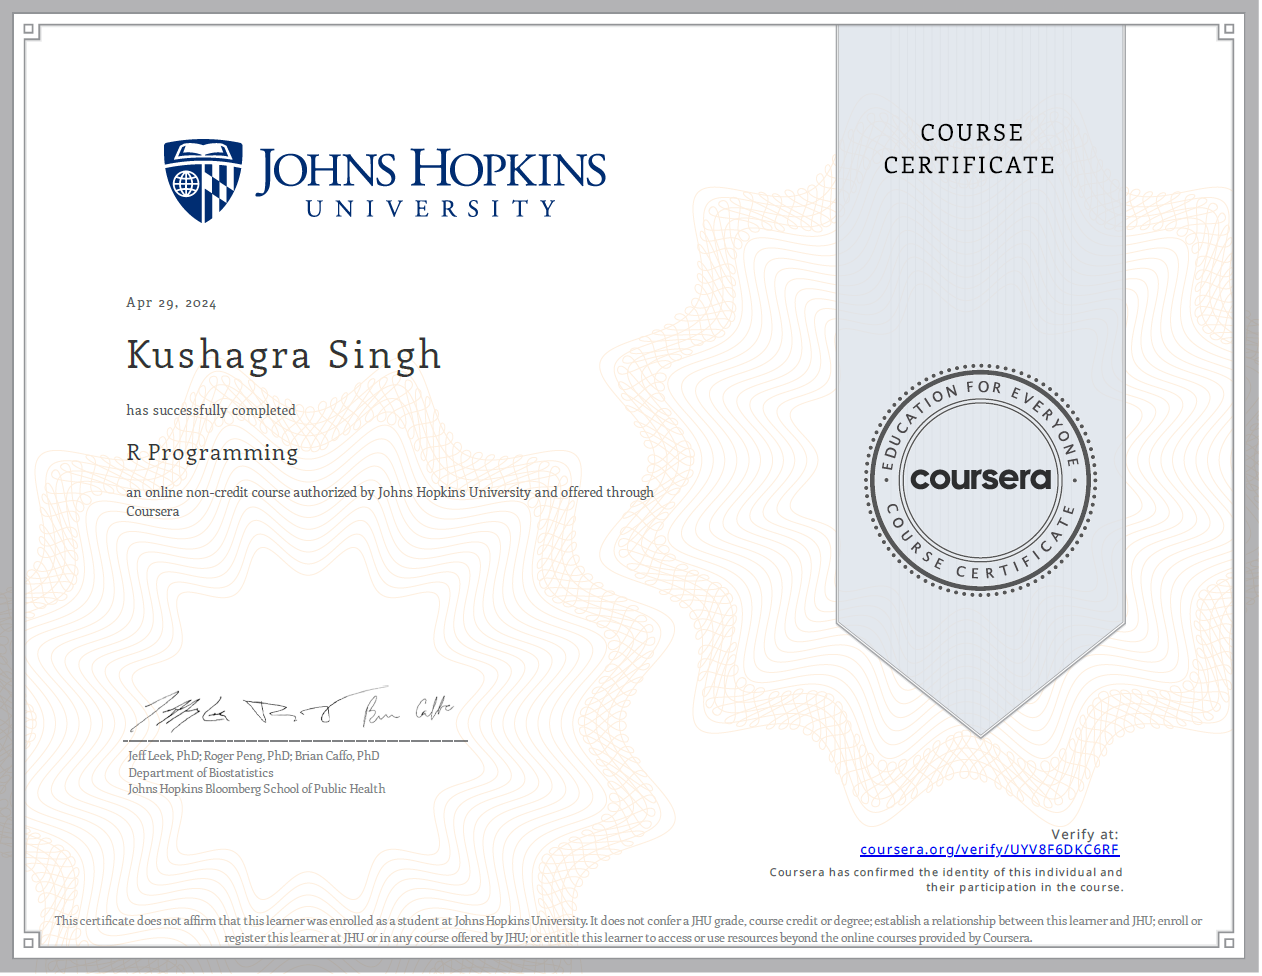 JOHNS HOPKINS
UNIVERSITY
COURSE
CERTIFICATE
Apr 29, 2024
Kushagra Singh
has successfully completed
R Programming
an online non-credit course authorized by Johns Hopkins University and offered through
Coursera
EDUCATION FOR EVERYONE
coursera
COURSE CERTIFICATE
Jeff Leek, PhD; Roger Peng, PhD; Brian Caffo, PhD
Department of Biostatistics
Johns Hopkins Bloomberg School of Public Health
Verify at:
coursera.org/verify/UYV8F6DKC6RF
Coursera has confirmed the identity of this individual and
their participation in the course.
This certificate does not affirm that this learner was enrolled as a student at Johns Hopkins University. It does not confer a JHU grade, course credit or degree; establish a relationship between this learner and JHU; enroll or
register this learner at JHU or in any course offered by JHU; or entitle this learner to access or use resources beyond the online courses provided by Coursera.